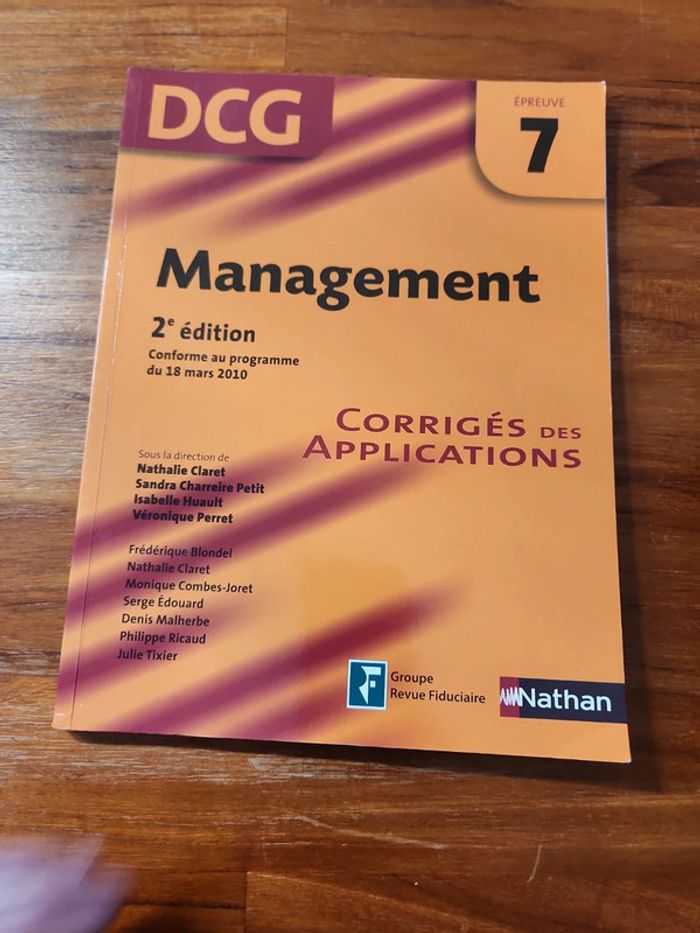 DCG
ÉPREUVE
7
Management
2e édition
Conforme au programme
du 18 mars 2010
CORRIGÉS DES
APPLICATIONS
Sous la direction de
Nathalie Claret
Sandra Charreire Petit
Isabelle Huault
Véronique Perret
Frédérique Blondel
Nathalie Claret
Monique Combes-Joret
Serge Édouard
Denis Malherbe
Philippe Ricaud
Julie Tixier
RF
Groupe
Revue Fiduciaire
Nathan